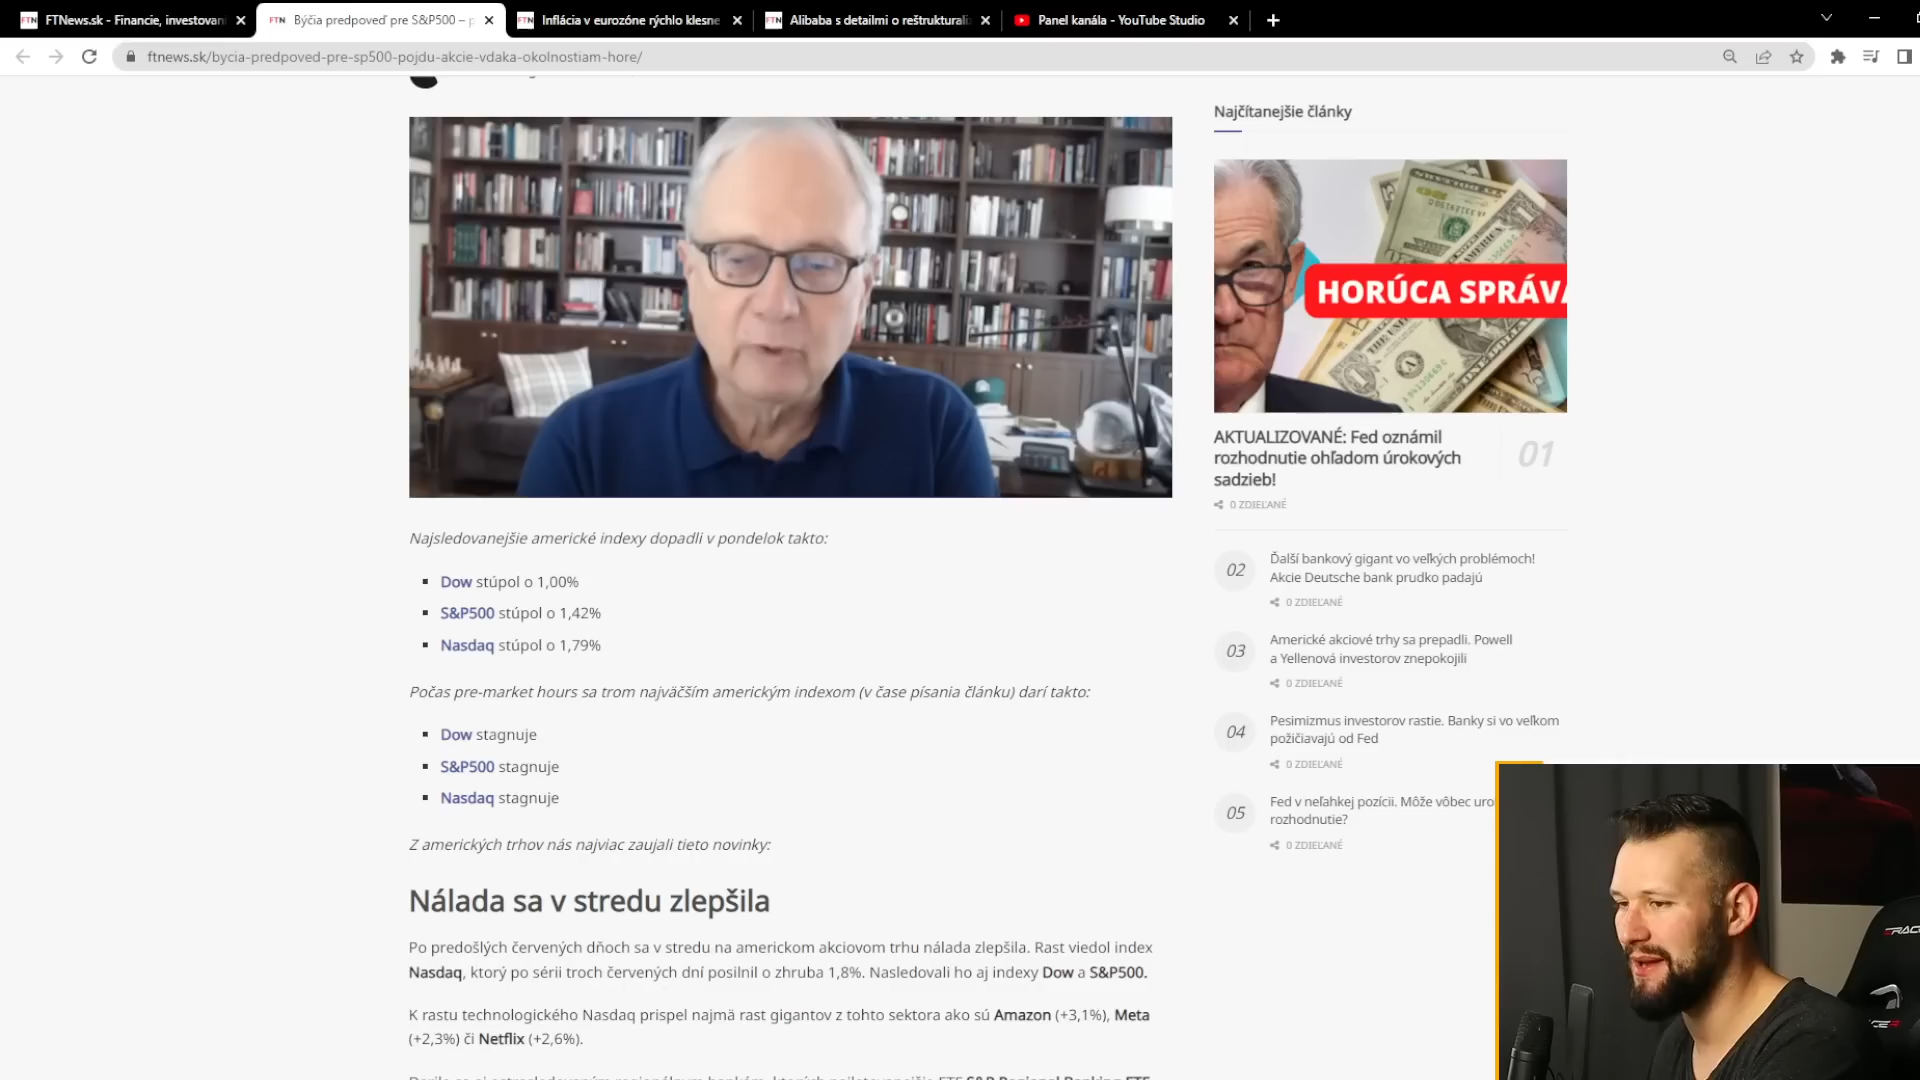 FTNews.sk - Financie, investovani
Býčia predpoveď pre S&P500 – p
Inflácia v eurozóne rýchlo klesne
Alibaba s detailmi o reštrukturaliz
Panel kanála - YouTube Studio
ftnews.sk/bycia-predpoved-pre-sp500-pojdu-akcie-vdaka-okolnostiam-hore/
Najsledovanejšie americké indexy dopadli v pondelok takto:
Dow stúpol o 1,00%
S&P500 stúpol o 1,42%
Nasdaq stúpol o 1,79%
Počas pre-market hours sa trom najväčším americkým indexom (v čase písania článku) darí takto:
Dow stagnuje
S&P500 stagnuje
Nasdaq stagnuje
Z amerických trhov nás najviac zaujali tieto novinky:
Nálada sa v stredu zlepšila
Po predošlých červených dňoch sa v stredu na americkom akciovom trhu nálada zlepšila. Rast viedol index
Nasdaq, ktorý po sérii troch červených dní posilnil o zhruba 1,8%. Nasledovali ho aj indexy Dow a S&P500.
K rastu technologického Nasdaq prispel najmä rast gigantov z tohto sektora ako sú Amazon (+3,1%), Meta
(+2,3%) či Netflix (+2,6%).
Najčítanejšie články
HORÚCA SPRÁVA
AKTUALIZOVANÉ: Fed oznámil
rozhodnutie ohľadom úrokových
sadzieb!
01
0 ZDIEĽANÉ
02
Ďalší bankový gigant vo veľkých problémoch!
Akcie Deutsche bank prudko padajú
0 ZDIEĽANÉ
03
Americké akciové trhy sa prepadli. Powell
a Yellenová investorov znepokojili
0 ZDIEĽANÉ
04
Pesimizmus investorov rastie. Banky si vo veľkom
požičiavajú od Fed
0 ZDIEĽANÉ
05
Fed v neľahkej pozícii. Môže vôbec uro
rozhodnutie?
0 ZDIEĽANÉ